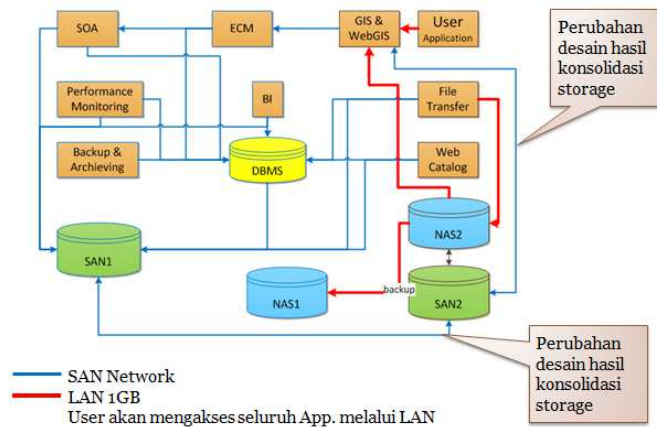 SOA
ECM
GIS &
WebGIS
User
Application
Perubahan
desain hasil
konsolidasi
storage
Performance
Monitoring
BI
File
Transfer
Backup &
Archieving
DBMS
Web
Catalog
SAN1
NAS2
NAS1
backup
SAN2
Perubahan
desain hasil
konsolidasi
storage
SAN Network
LAN 1GB
User akan mengakses seluruh App. melalui LAN